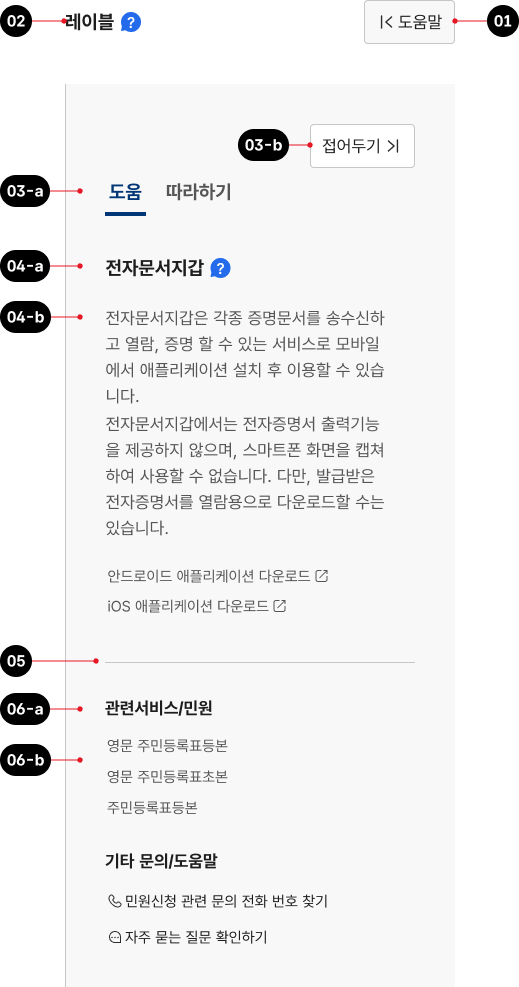 02 레이블 ? |< 도움말 01
03-b 접어두기 >|
03-a 도움 따라하기
04-a 전자문서지갑 ?
04-b 전자문서지갑은 각종 증명문서를 송수신하
고 열람, 증명 할 수 있는 서비스로 모바일
에서 애플리케이션 설치 후 이용할 수 있습
니다.
전자문서지갑에서는 전자증명서 출력기능
을 제공하지 않으며, 스마트폰 화면을 캡쳐
하여 사용할 수 없습니다. 다만, 발급받은
전자증명서를 열람용으로 다운로드할 수는
있습니다.
안드로이드 애플리케이션 다운로드
iOS 애플리케이션 다운로드
05
06-a 관련서비스/민원
영문 주민등록표등본
06-b
영문 주민등록표초본
주민등록표등본
기타 문의/도움말
민원신청 관련 문의 전화 번호 찾기
자주 묻는 질문 확인하기